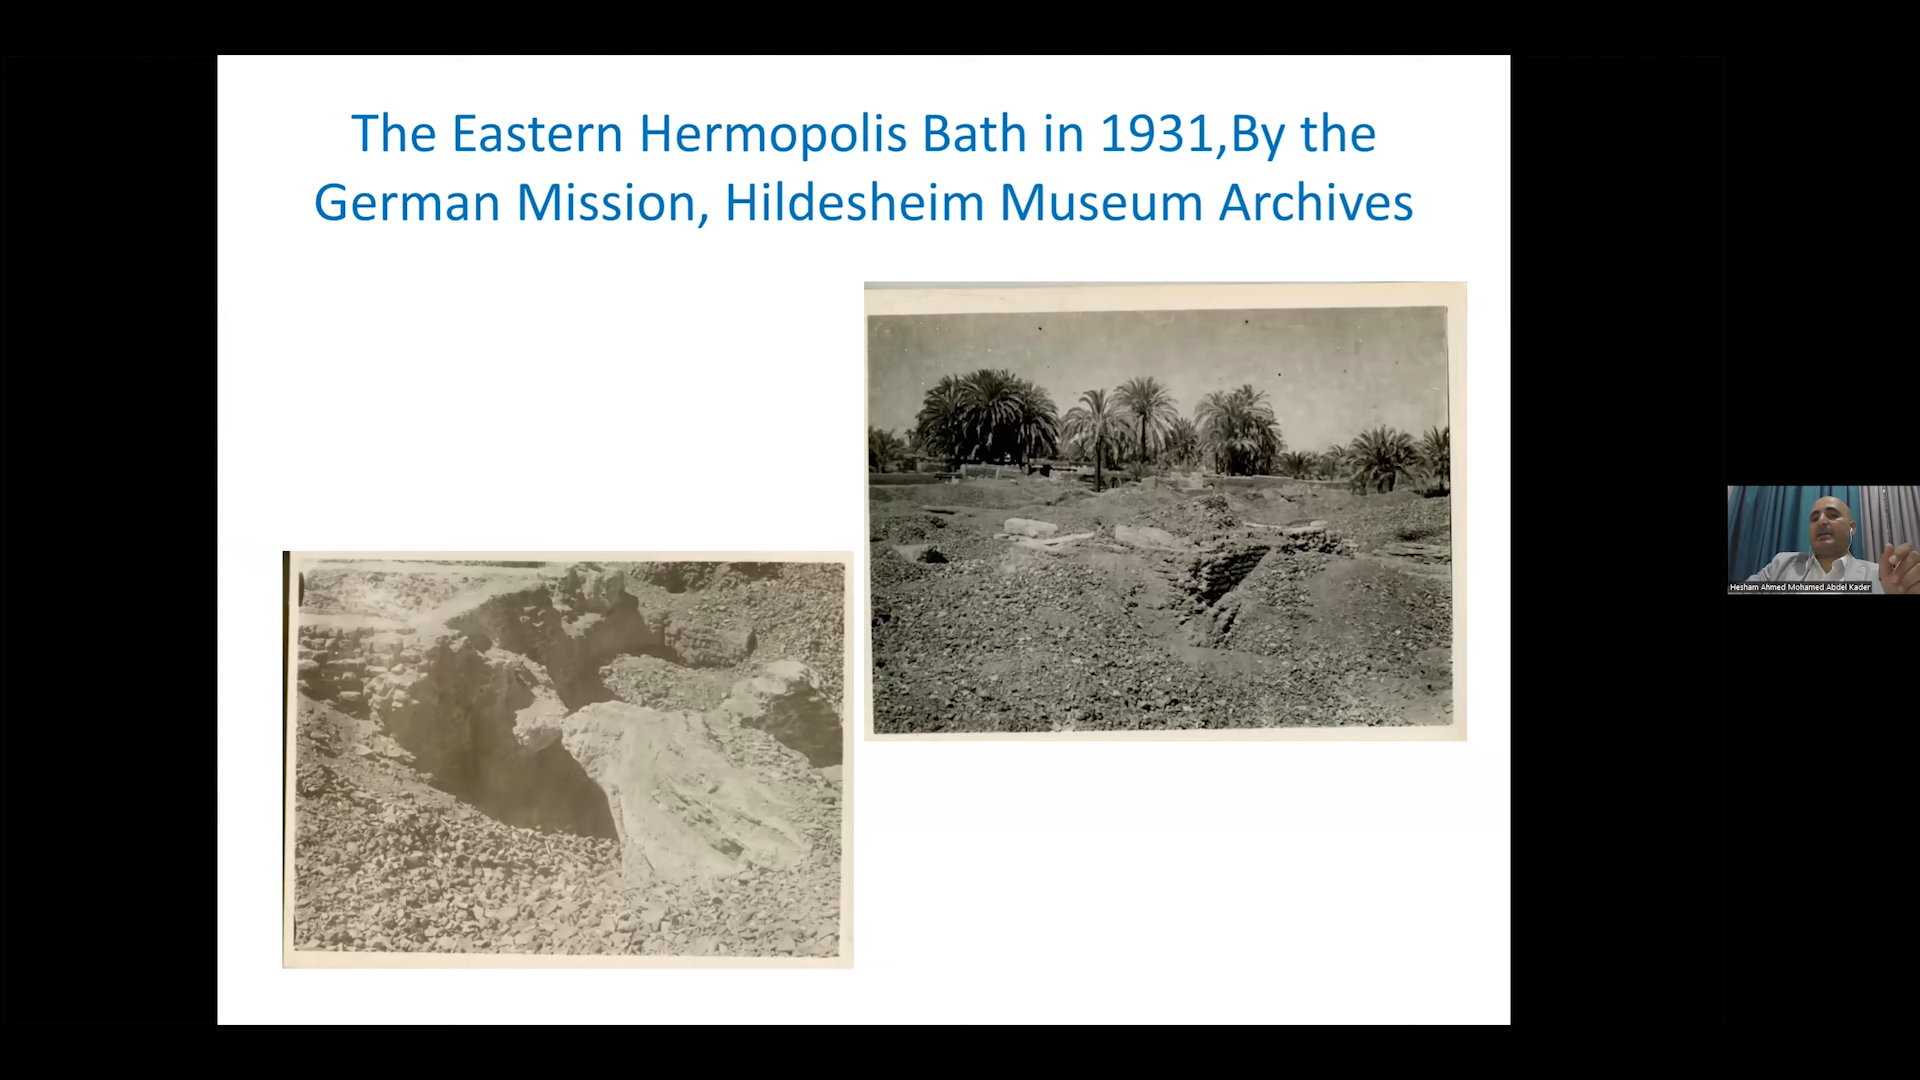 The Eastern Hermopolis Bath in 1931,By the
German Mission, Hildesheim Museum Archives
Hesham Ahmed Mohamed Abdel Kader